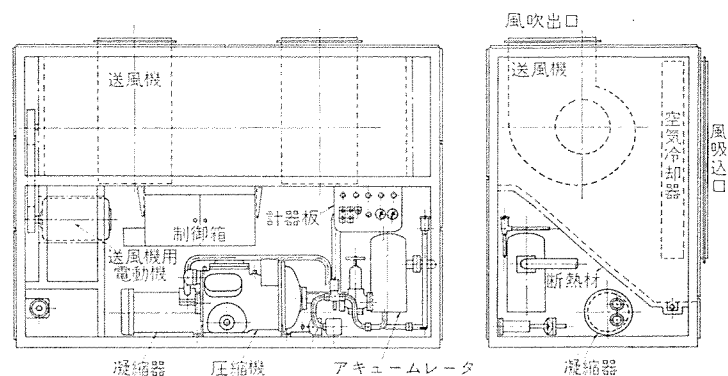 送風機
計器板
制御箱
送風機用
電動機
凝縮器
圧縮機
アキュームレータ
風吹出口
送風機
空気冷却器
風吸込口
断熱材
凝縮器